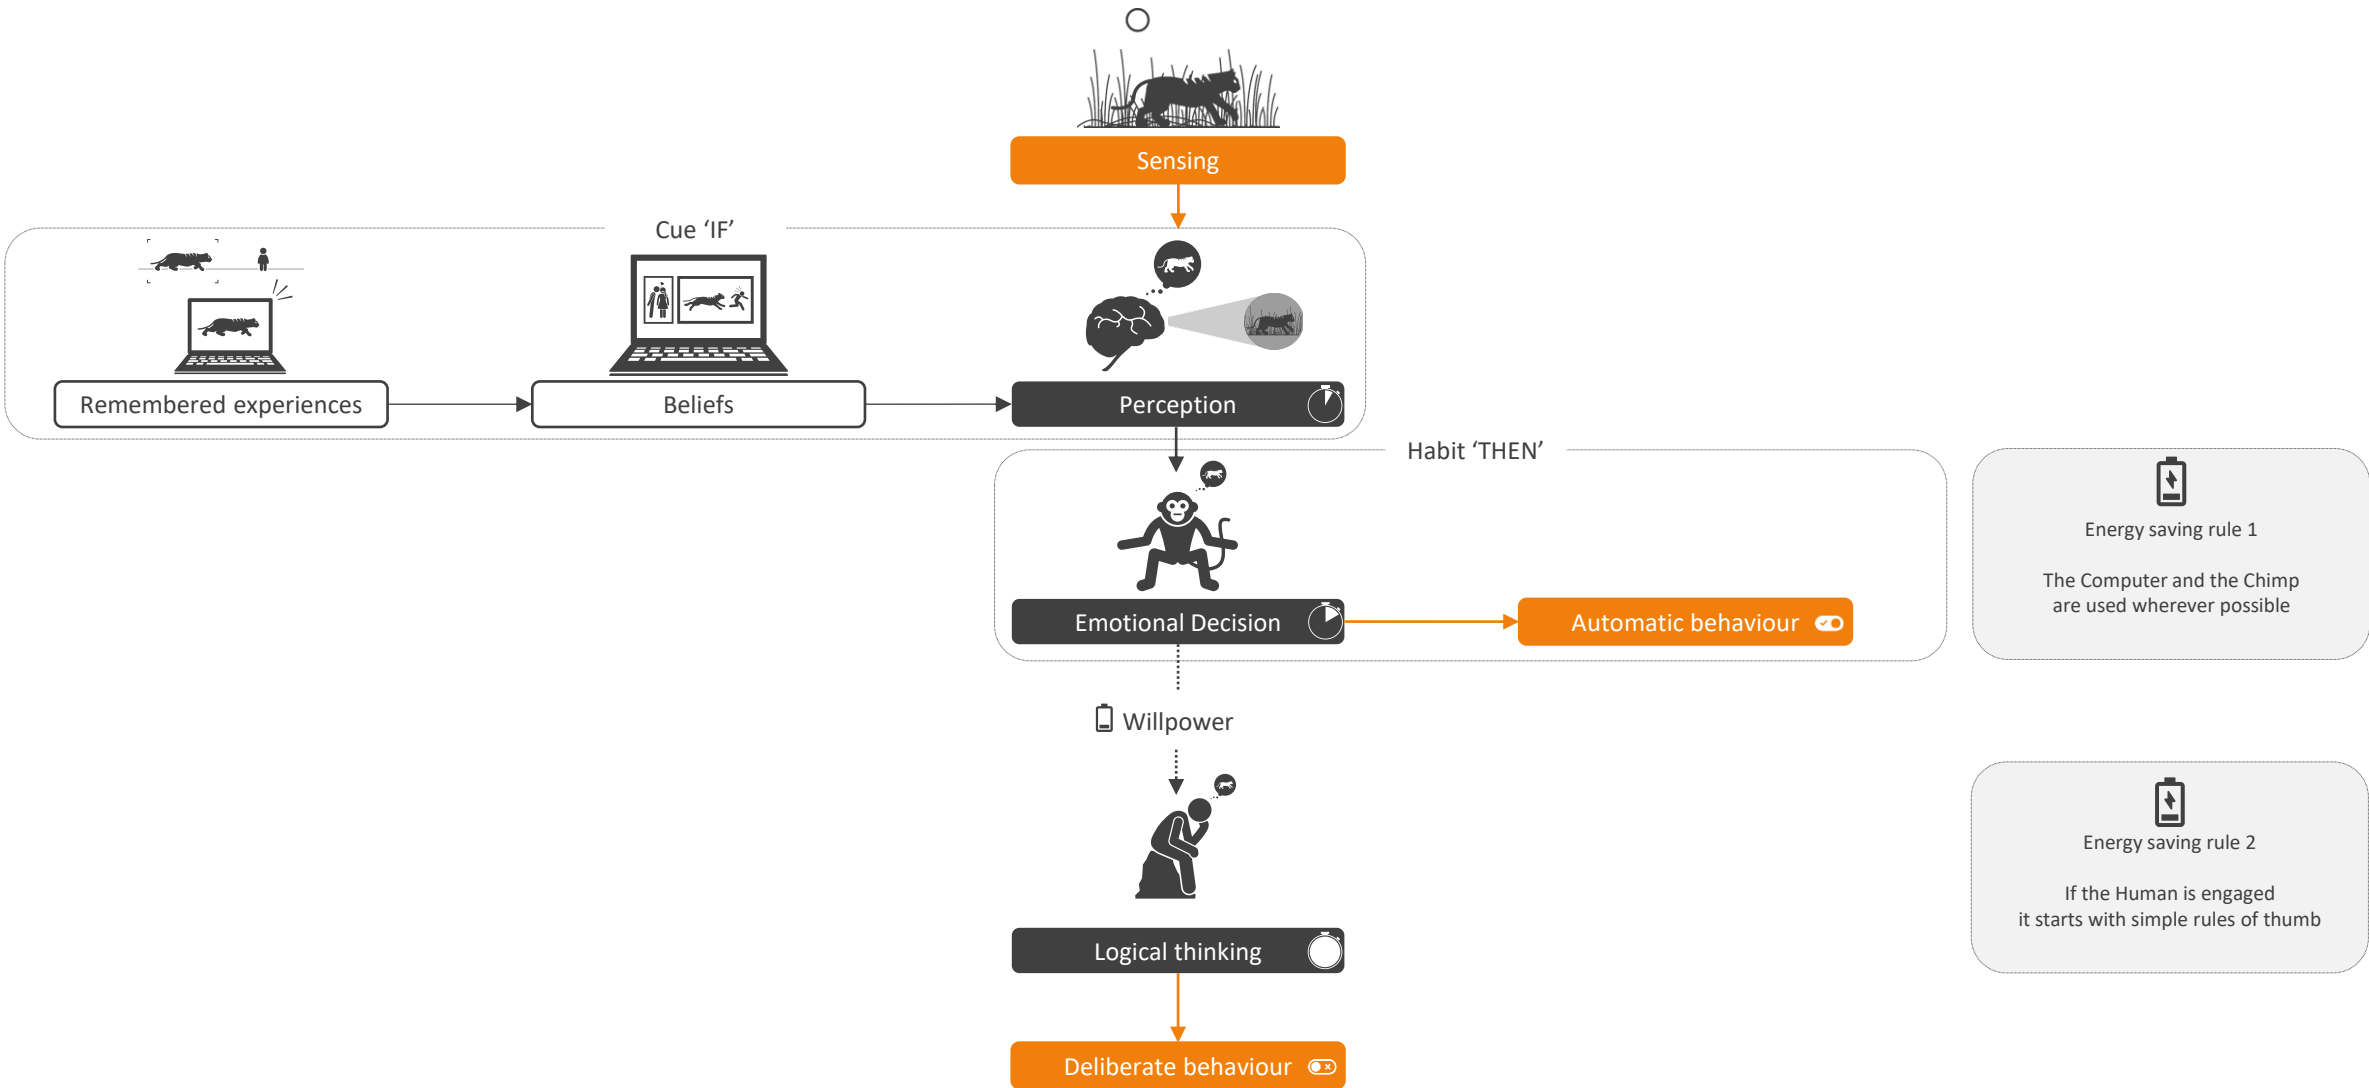 Sensing
Cue ‘IF’
Remembered experiences
Beliefs
Perception
Habit ‘THEN’
Emotional Decision
Automatic behaviour
Energy saving rule 1
The Computer and the Chimp
are used wherever possible
Willpower
Energy saving rule 2
If the Human is engaged
it starts with simple rules of thumb
Logical thinking
Deliberate behaviour